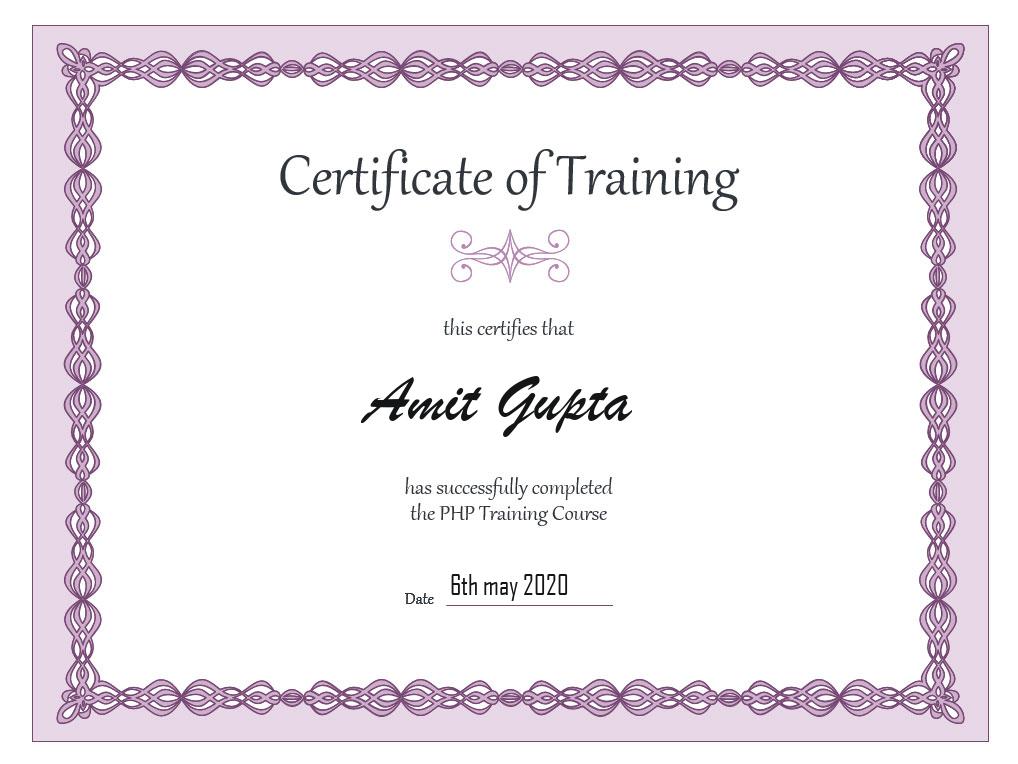 Certificate of Training
this certifies that
Amit Gupta
has successfully completed
the PHP Training Course
Date 6th may 2020